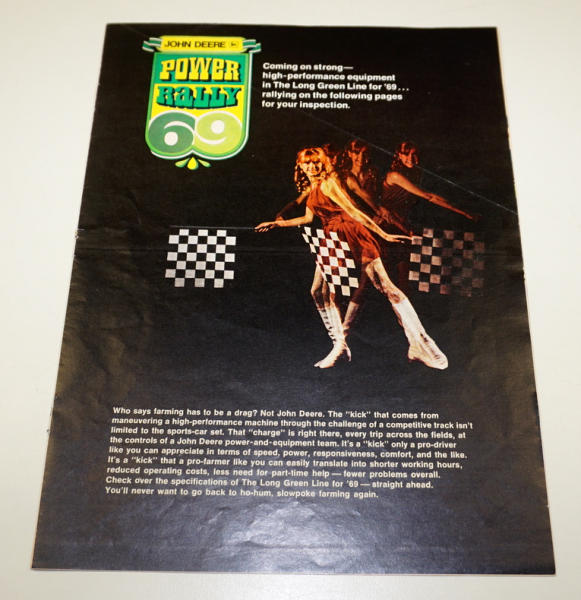 JOHN DEERE
POWER
RALLY
69
Coming on strong—
high-performance equipment
in The Long Green Line for '69...
rallying on the following pages
for your inspection.
Who says farming has to be a drag? Not John Deere. The "kick" that comes from
maneuvering a high-performance machine through the challenge of a competitive track isn't
limited to the sports-car set. That "charge" is right there, every trip across the fields, at
the controls of a John Deere power-and-equipment team. It's a "kick" only a pro-driver
like you can appreciate in terms of speed, power, responsiveness, comfort, and the like.
It's a "kick" that a pro-farmer like you can easily translate into shorter working hours,
reduced operating costs, less need for part-time help — fewer problems overall.
Check over the specifications of The Long Green Line for '69 — straight ahead.
You'll never want to go back to ho-hum, slowpoke farming again.